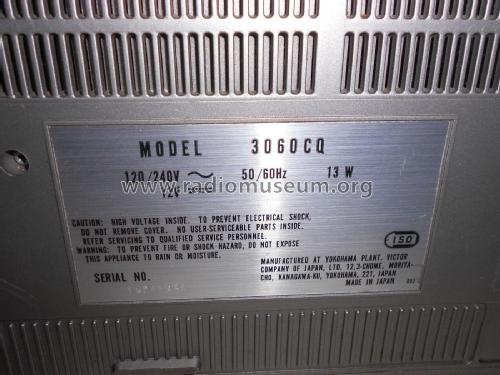 MODEL 3060CQ
120/240V 50/60Hz 13 W
12V
www.radiomuseum.org
CAUTION: HIGH VOLTAGE INSIDE. TO PREVENT ELECTRICAL SHOCK,
DO NOT REMOVE COVER. NO USER-SERVICEABLE PARTS INSIDE.
REFER SERVICING TO QUALIFIED SERVICE PERSONNEL.
WARNING: TO PREVENT FIRE OR SHOCK HAZARD, DO NOT EXPOSE
THIS APPLIANCE TO RAIN OR MOISTURE.
ISO
MANUFACTURED AT YOKOHAMA PLANT, VICTOR
COMPANY OF JAPAN, LTD. 12,3-CHOME, MORIYA-
CHO, KANAGAWA-KU, YOKOHAMA, 221, JAPAN
MADE IN JAPAN
SERIAL NO.